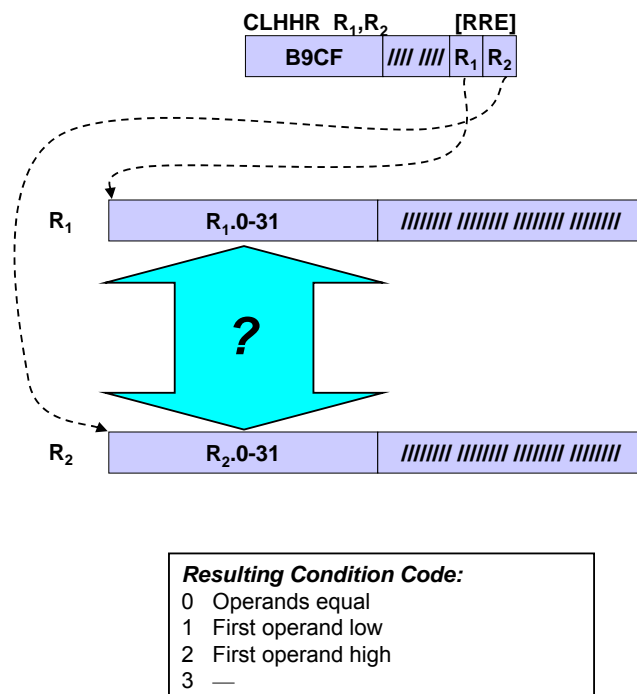 CLHHR R₁,R₂ [RRE]
B9CF //// //// R₁ R₂
R₁ R₁.0-31 //////// //////// //////// ////////
?
R₂ R₂.0-31 //////// //////// //////// ////////
Resulting Condition Code:
0 Operands equal
1 First operand low
2 First operand high
3 —